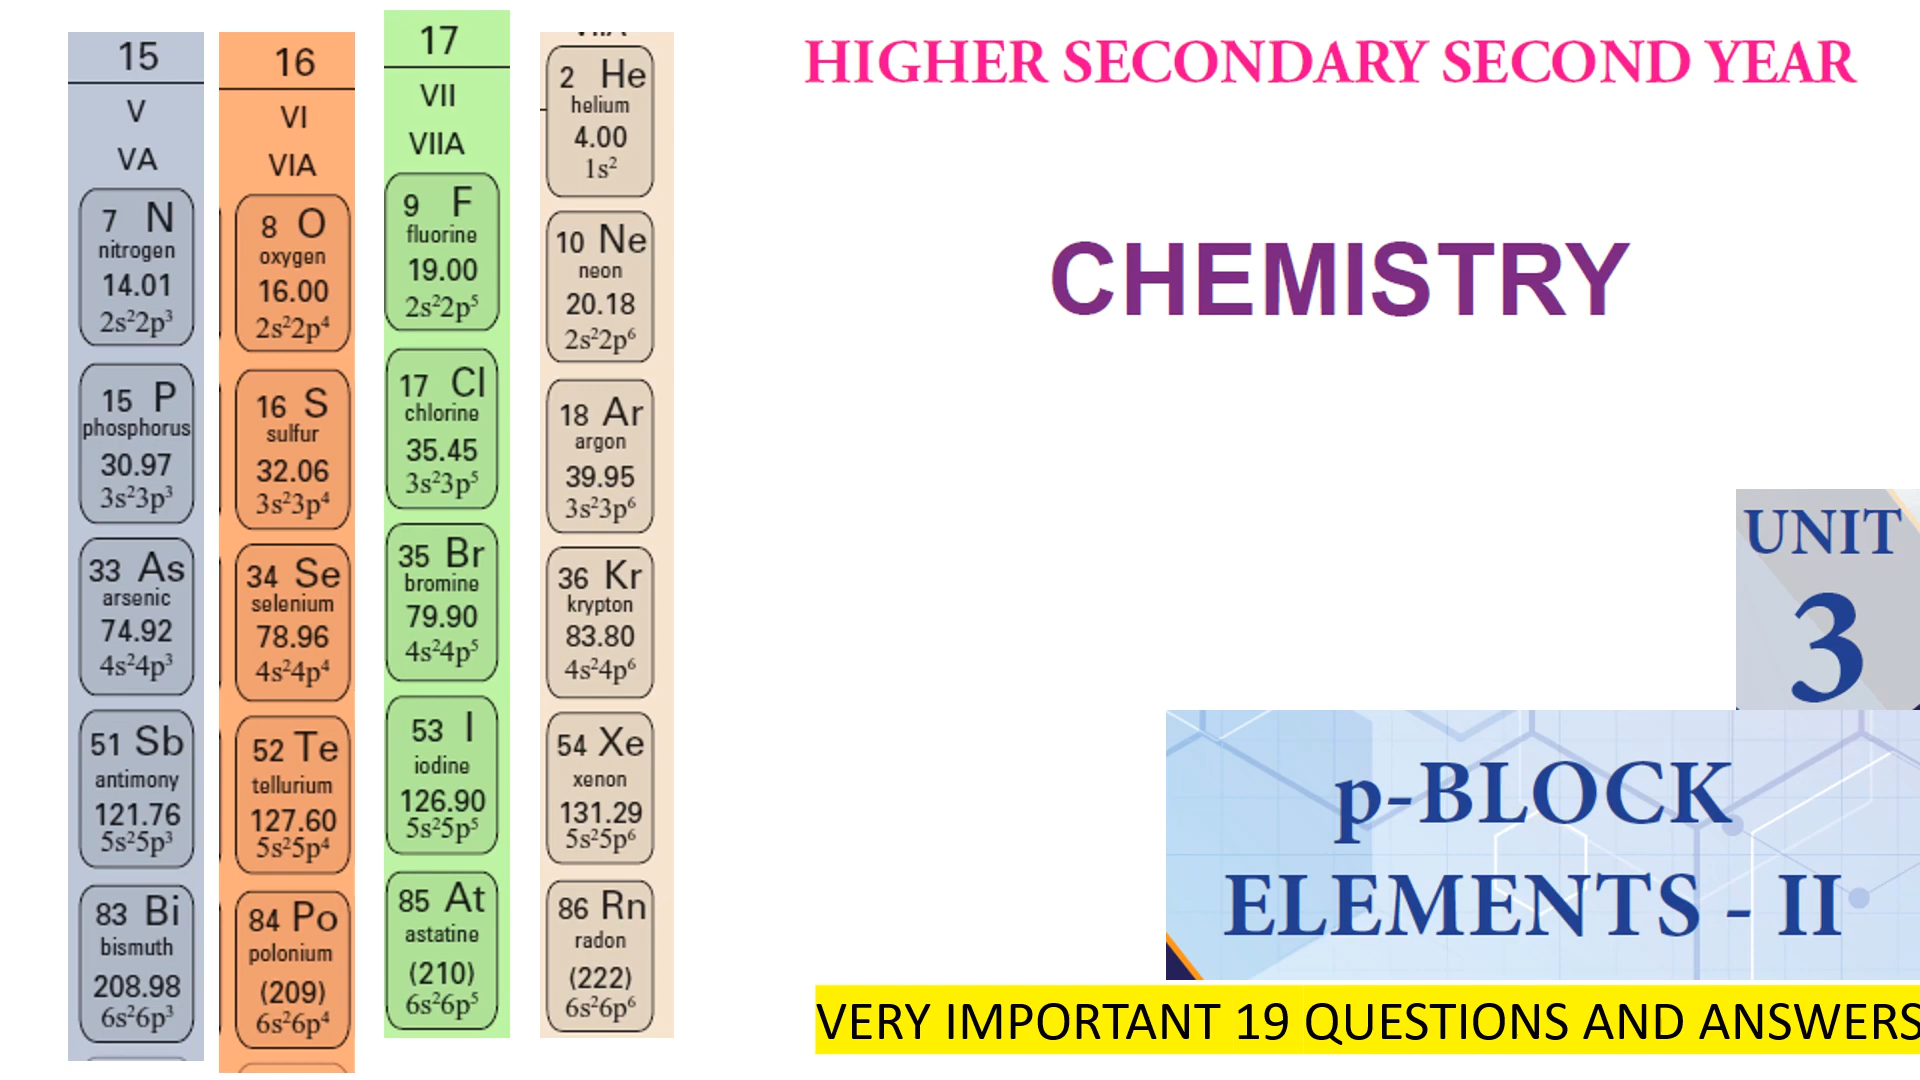 15
V
VA
7 N
nitrogen
14.01
2s²2p³
15 P
phosphorus
30.97
3s²3p³
33 As
arsenic
74.92
4s²4p³
51 Sb
antimony
121.76
5s²5p³
83 Bi
bismuth
208.98
6s²6p³
16
VI
VIA
8 O
oxygen
16.00
2s²2p⁴
16 S
sulfur
32.06
3s²3p⁴
34 Se
selenium
78.96
4s²4p⁴
52 Te
tellurium
127.60
5s²5p⁴
84 Po
polonium
(209)
6s²6p⁴
17
VII
VIIA
9 F
fluorine
19.00
2s²2p⁵
17 Cl
chlorine
35.45
3s²3p⁵
35 Br
bromine
79.90
4s²4p⁵
53 I
iodine
126.90
5s²5p⁵
85 At
astatine
(210)
6s²6p⁵
2 He
helium
4.00
1s²
10 Ne
neon
20.18
2s²2p⁶
18 Ar
argon
39.95
3s²3p⁶
36 Kr
krypton
83.80
4s²4p⁶
54 Xe
xenon
131.29
5s²5p⁶
86 Rn
radon
(222)
6s²6p⁶
HIGHER SECONDARY SECOND YEAR
CHEMISTRY
UNIT
3
p-BLOCK
ELEMENTS - II
VERY IMPORTANT 19 QUESTIONS AND ANSWERS